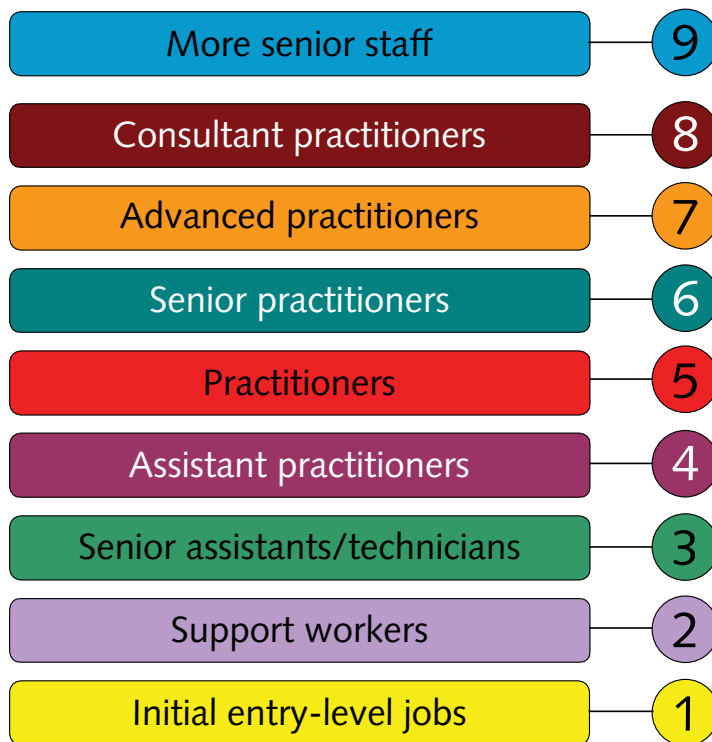 More senior staff 9
Consultant practitioners 8
Advanced practitioners 7
Senior practitioners 6
Practitioners 5
Assistant practitioners 4
Senior assistants/technicians 3
Support workers 2
Initial entry-level jobs 1